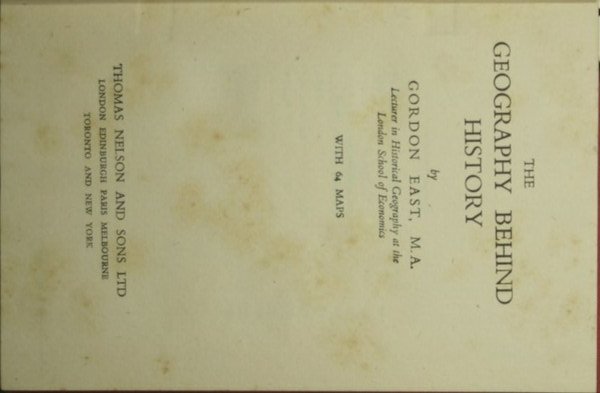 THE
GEOGRAPHY BEHIND
HISTORY
by
GORDON EAST, M.A.
Lecturer in Historical Geography at the
London School of Economics
WITH 64 MAPS
THOMAS NELSON AND SONS LTD
LONDON EDINBURGH PARIS MELBOURNE
TORONTO AND NEW YORK